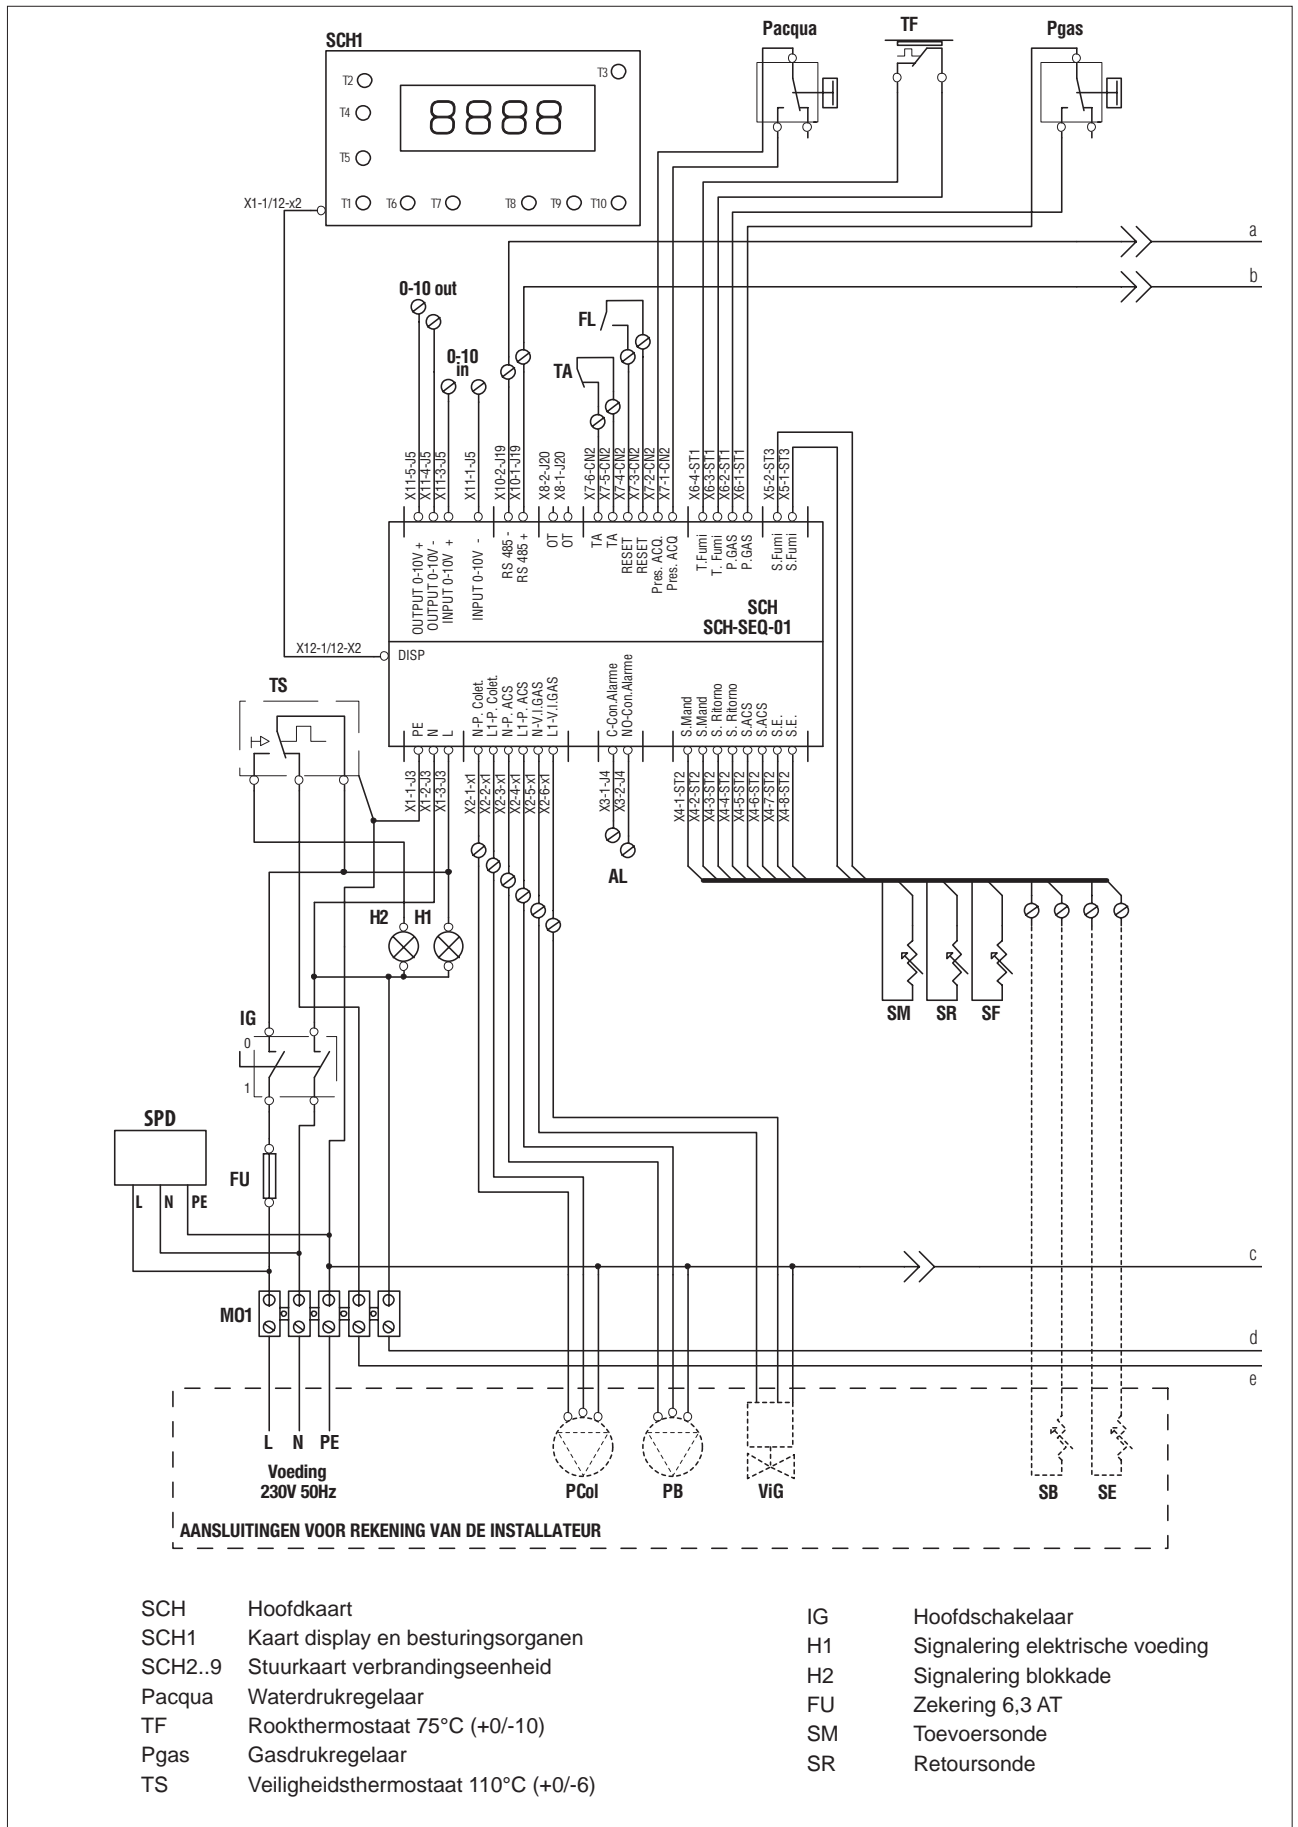 SCH1
Pacqua
TF
Pgas
T2
T3
T4
8888
T5
X1-1/12-x2
T1 T6 T7 T8 T9 T10
a
b
0-10 out
FL
0-10
in
TA
X11-5-J5
X11-4-J5
X11-3-J5
X11-1-J5
X10-2-J19
X10-1-J19
X8-2-J20
X8-1-J20
X7-6-CN2
X7-5-CN2
X7-4-CN2
X7-3-CN2
X7-2-CN2
X7-1-CN2
X6-4-ST1
X6-3-ST1
X6-2-ST1
X6-1-ST1
X5-2-ST3
X5-1-ST3
OUTPUT 0-10V +
OUTPUT 0-10V -
INPUT 0-10V +
INPUT 0-10V -
RS 485 -
RS 485 +
OT
OT
TA
TA
RESET
RESET
Pres. ACQ.
Pres. ACQ
T.Fumi
T. Fumi
P.GAS
P.GAS
S.Fumi
S.Fumi
SCH
SCH-SEQ-01
X12-1/12-X2
DISP
TS
PE
N
L
N-P. Colet.
L1-P. Colet.
N-P. ACS
L1-P. ACS
N-V.I.GAS
L1-V.I.GAS
C-Con.Alarme
NO-Con.Alarme
S.Mand
S.Mand
S. Ritorno
S. Ritorno
S.ACS
S.ACS
S.E.
S.E.
X1-1-J3
X1-2-J3
X1-3-J3
X2-1-x1
X2-2-x1
X2-3-x1
X2-4-x1
X2-5-x1
X2-6-x1
X3-1-J4
X3-2-J4
X4-1-ST2
X4-2-ST2
X4-3-ST2
X4-4-ST2
X4-5-ST2
X4-6-ST2
X4-7-ST2
X4-8-ST2
AL
H2 H1
SM SR SF
IG
0
1
SPD
FU
L N PE
c
MO1
d
e
L N PE
Voeding
230V 50Hz
PCol PB ViG SB SE
AANSLUITINGEN VOOR REKENING VAN DE INSTALLATEUR
SCH Hoofdkaart
SCH1 Kaart display en besturingsorganen
SCH2..9 Stuurkaart verbrandingseenheid
Pacqua Waterdrukregelaar
TF Rookthermostaat 75°C (+0/-10)
Pgas Gasdrukregelaar
TS Veiligheidsthermostaat 110°C (+0/-6)
IG Hoofdschakelaar
H1 Signalering elektrische voeding
H2 Signalering blokkade
FU Zekering 6,3 AT
SM Toevoersonde
SR Retoursonde